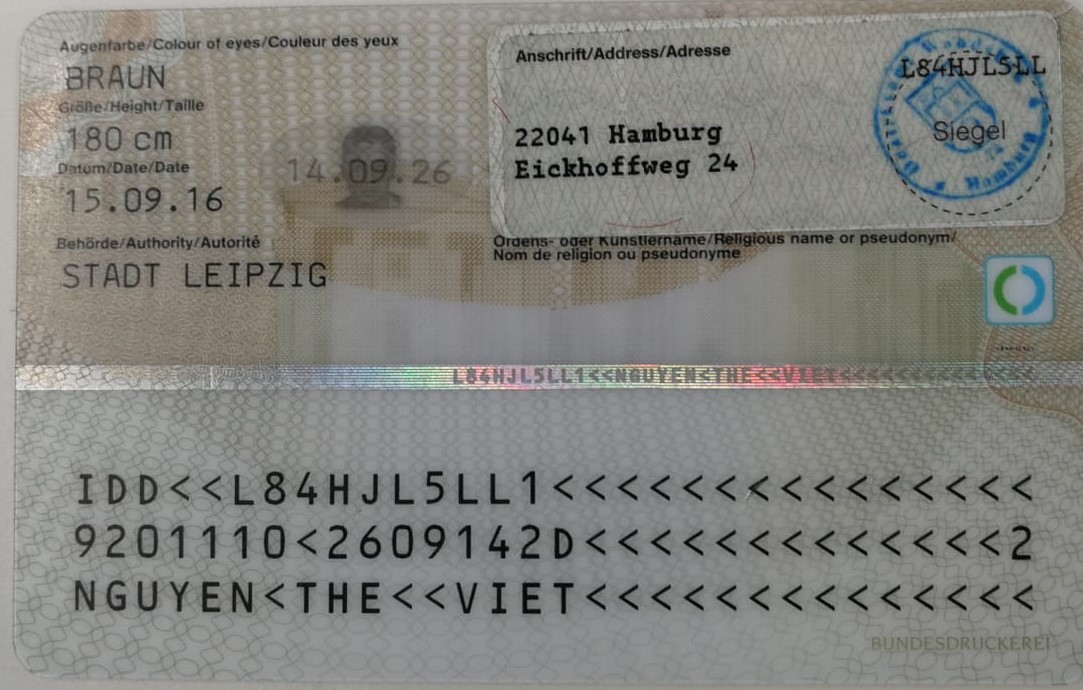 Augenfarbe/Colour of eyes/Couleur des yeux
BRAUN
Größe/Height/Taille
180 cm
Datum/Date/Date
15.09.16
14.09.26
Behörde/Authority/Autorité
STADT LEIPZIG
Anschrift/Address/Adresse
22041 Hamburg
Eickhoffweg 24
L84HJL5LL
Siegel
Hamburg
Ordens- oder Künstlername/Religious name or pseudonym/
Nom de religion ou pseudonyme
L84HJL5LL1<<NGUYEN<THE<<VIET<<<<
IDD<<L84HJL5LL1<<<<<<<<<<<<<<<
9201110<2609142D<<<<<<<<<<<<<2
NGUYEN<THE<<VIET<<<<<<<<<<<<<<
BUNDESDRUCKEREI